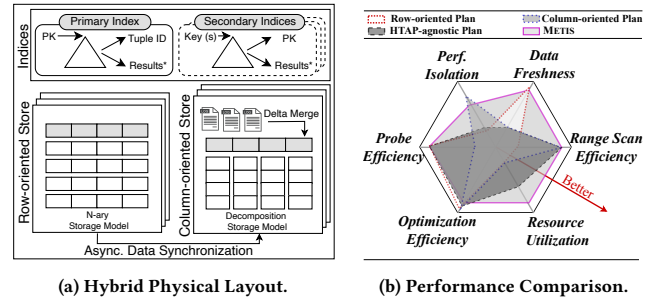 Indices
Primary Index
PK
Tuple ID
Results*
Secondary Indices
Key (s)
PK
Results*
Row-oriented Store
N-ary
Storage Model
Column-oriented Store
Delta Merge
Decomposition
Storage Model
Async. Data Synchronization
(a) Hybrid Physical Layout.
Row-oriented Plan
Column-oriented Plan
HTAP-agnostic Plan
METIS
Perf.
Isolation
Data
Freshness
Probe
Efficiency
Range Scan
Efficiency
Better
Optimization
Efficiency
Resource
Utilization
(b) Performance Comparison.